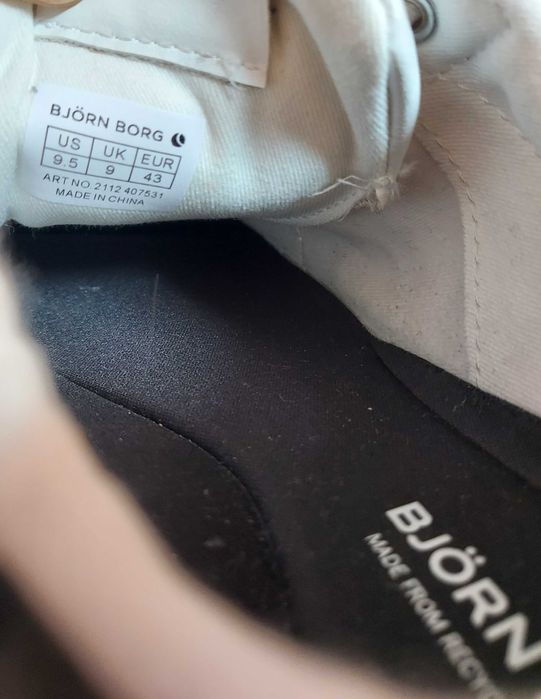 BJÖRN BORG
US UK EUR
9.5 9 43
ART NO.2112 407531
MADE IN CHINA
BJÖRN
MADE FROM